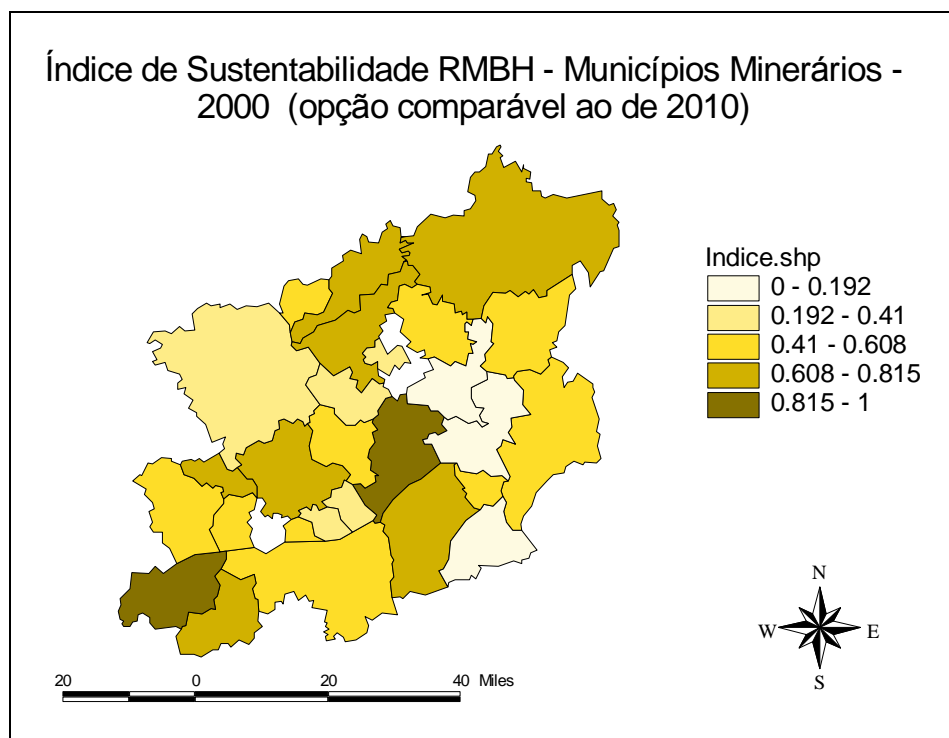 Índice de Sustentabilidade RMBH - Municípios Minerários -
2000 (opção comparável ao de 2010)
Indice.shp
0 - 0.192
0.192 - 0.41
0.41 - 0.608
0.608 - 0.815
0.815 - 1
N
W E
S
20 0 20 40 Miles